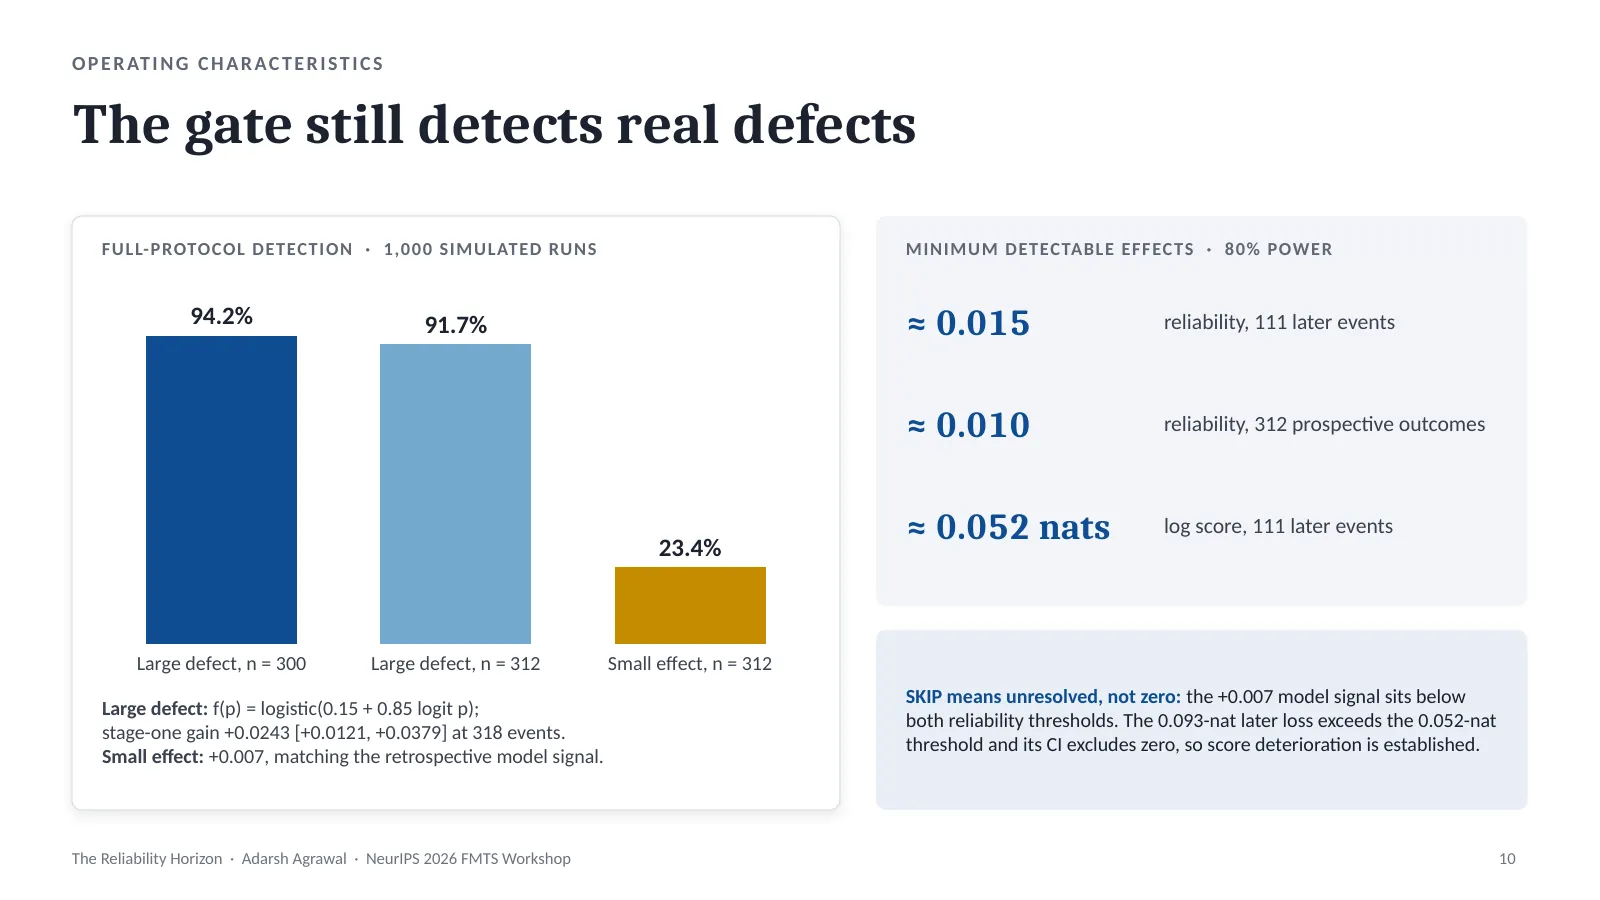 OPERATING CHARACTERISTICS
The gate still detects real defects
FULL-PROTOCOL DETECTION · 1,000 SIMULATED RUNS
94.2%
91.7%
23.4%
Large defect, n = 300
Large defect, n = 312
Small effect, n = 312
Large defect: f(p) = logistic(0.15 + 0.85 logit p);
stage-one gain +0.0243 [+0.0121, +0.0379] at 318 events.
Small effect: +0.007, matching the retrospective model signal.
MINIMUM DETECTABLE EFFECTS · 80% POWER
≈ 0.015 reliability, 111 later events
≈ 0.010 reliability, 312 prospective outcomes
≈ 0.052 nats log score, 111 later events
SKIP means unresolved, not zero: the +0.007 model signal sits below
both reliability thresholds. The 0.093-nat later loss exceeds the 0.052-nat
threshold and its CI excludes zero, so score deterioration is established.
The Reliability Horizon · Adarsh Agrawal · NeurIPS 2026 FMTS Workshop
10